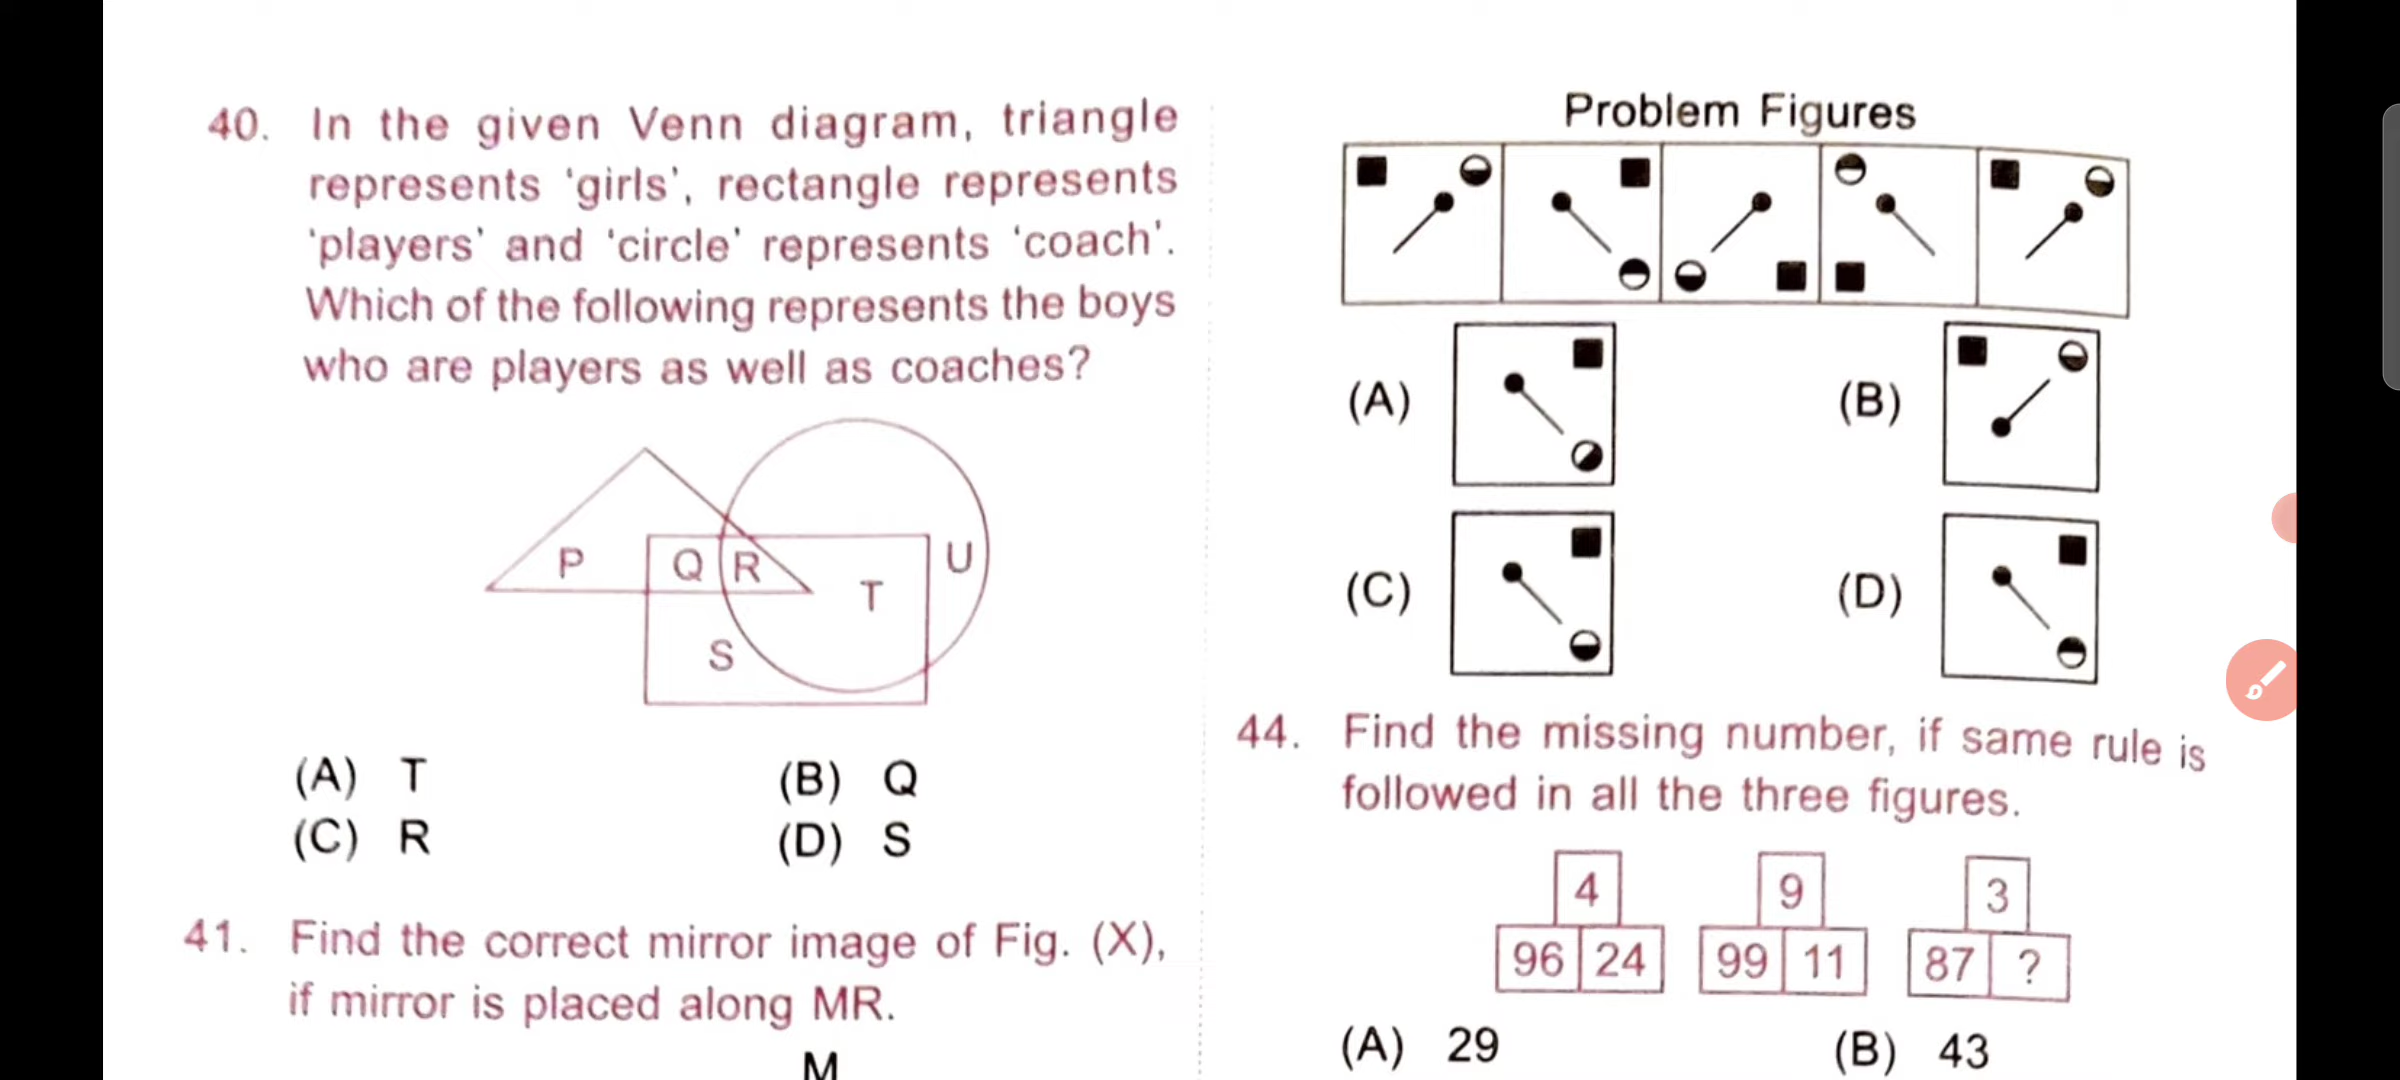 40. In the given Venn diagram, triangle
represents ‘girls’, rectangle represents
‘players’ and ‘circle’ represents ‘coach’.
Which of the following represents the boys
who are players as well as coaches?
P
Q
R
T
U
S
(A) T
(B) Q
(C) R
(D) S
41. Find the correct mirror image of Fig. (X),
if mirror is placed along MR.
M
Problem Figures
(A)
(B)
(C)
(D)
44. Find the missing number, if same rule is
followed in all the three figures.
4
96 24
9
99 11
3
87 ?
(A) 29
(B) 43